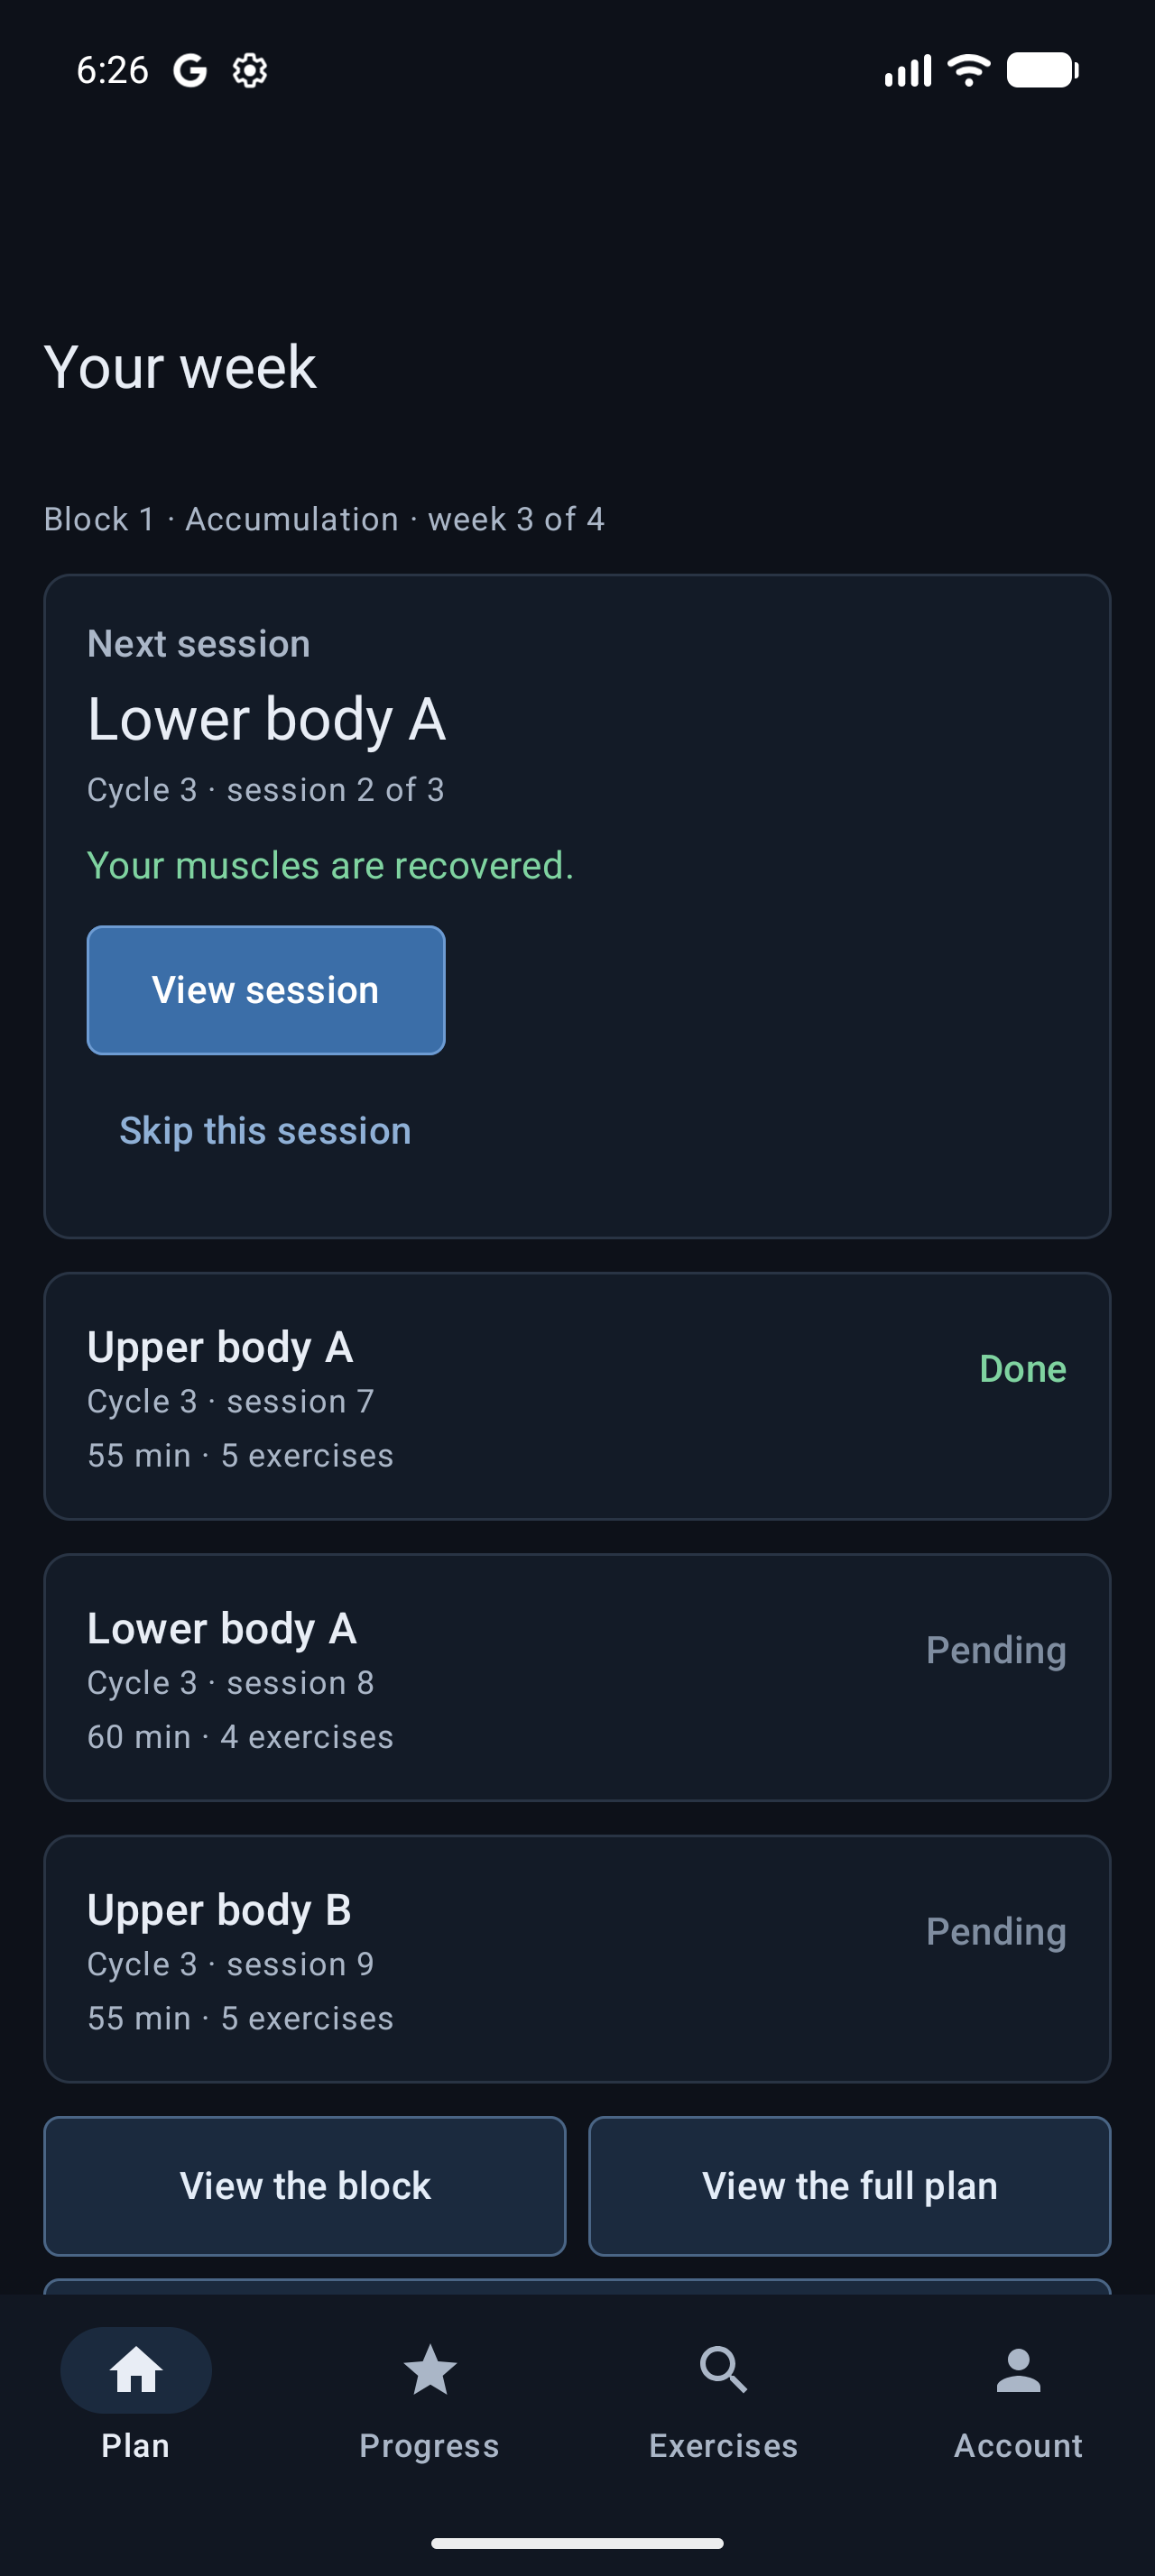 6:26
Your week
Block 1 · Accumulation · week 3 of 4
Next session
Lower body A
Cycle 3 · session 2 of 3
Your muscles are recovered.
View session
Skip this session
Upper body A
Done
Cycle 3 · session 7
55 min · 5 exercises
Lower body A
Pending
Cycle 3 · session 8
60 min · 4 exercises
Upper body B
Pending
Cycle 3 · session 9
55 min · 5 exercises
View the block
View the full plan
Plan
Progress
Exercises
Account